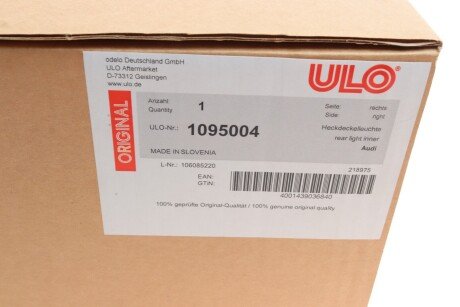 odelo Deutschland GmbH
ULO Aftermarket
D-73312 Geislingen
www.ulo.de
ULO®
ORIGINAL
Anzahl
Quantity 1
Seite: rechts
Side: right
ULO-Nr.: 1095004
Heckdeckelleuchte
rear light inner
Audi
MADE IN SLOVENIA
L-Nr.: 106085220
218975
EAN:
GTIN:
4001439036840
100% geprüfte Original-Qualität / 100% genuine original quality